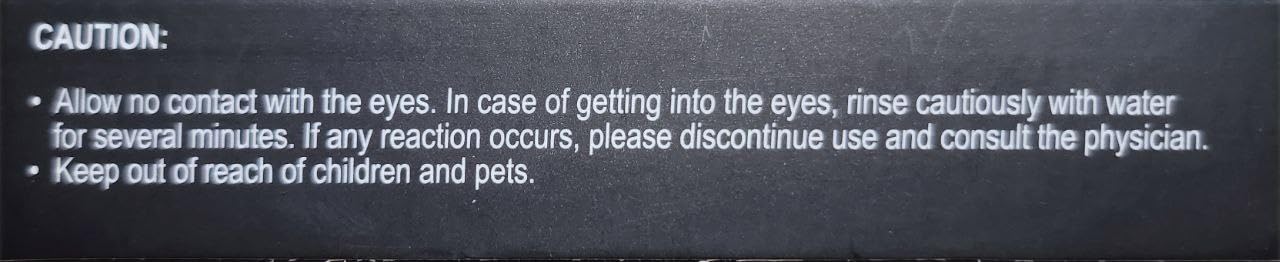 CAUTION:
• Allow no contact with the eyes. In case of getting into the eyes, rinse cautiously with water
for several minutes. If any reaction occurs, please discontinue use and consult the physician.
• Keep out of reach of children and pets.